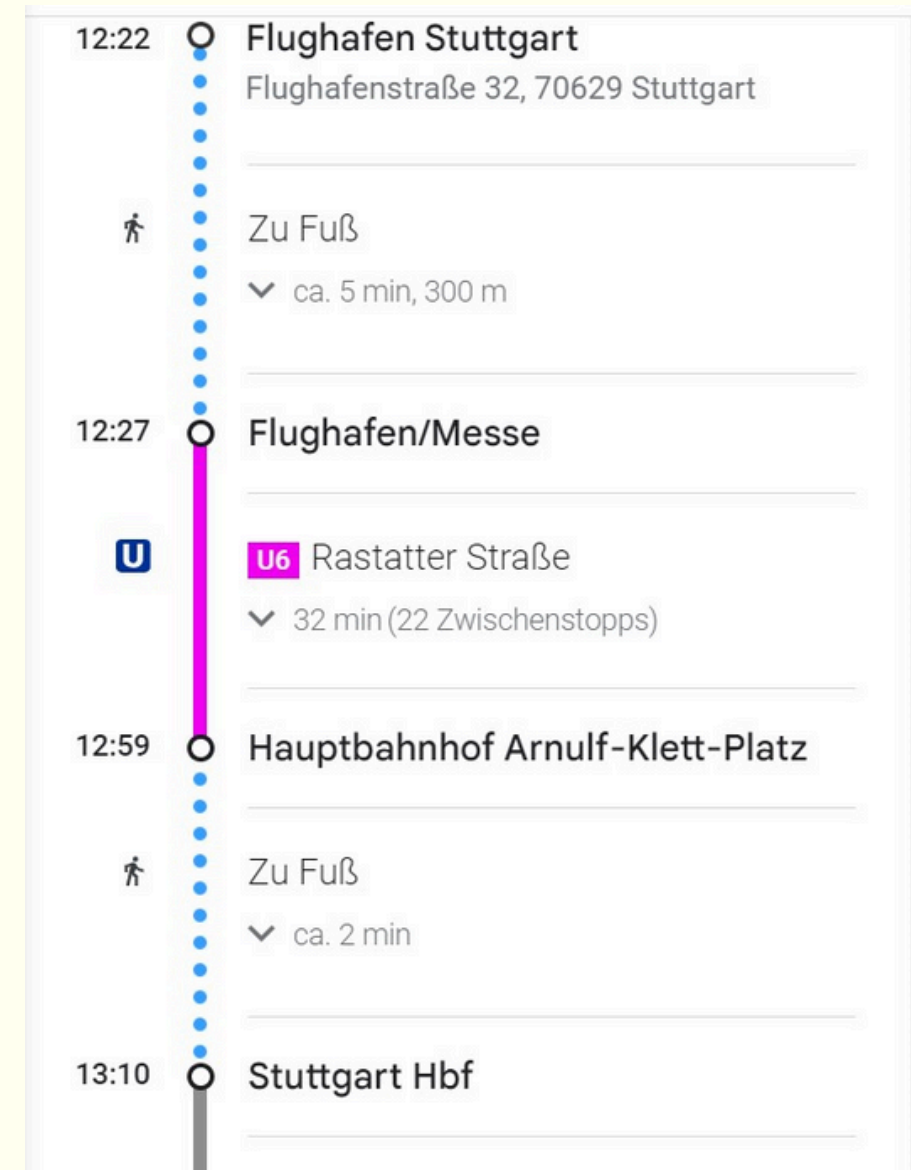 12:22 Flughafen Stuttgart
Flughafenstraße 32, 70629 Stuttgart
Zu Fuß
ca. 5 min, 300 m
12:27 Flughafen/Messe
U U6 Rastatter Straße
32 min (22 Zwischenstopps)
12:59 Hauptbahnhof Arnulf-Klett-Platz
Zu Fuß
ca. 2 min
13:10 Stuttgart Hbf